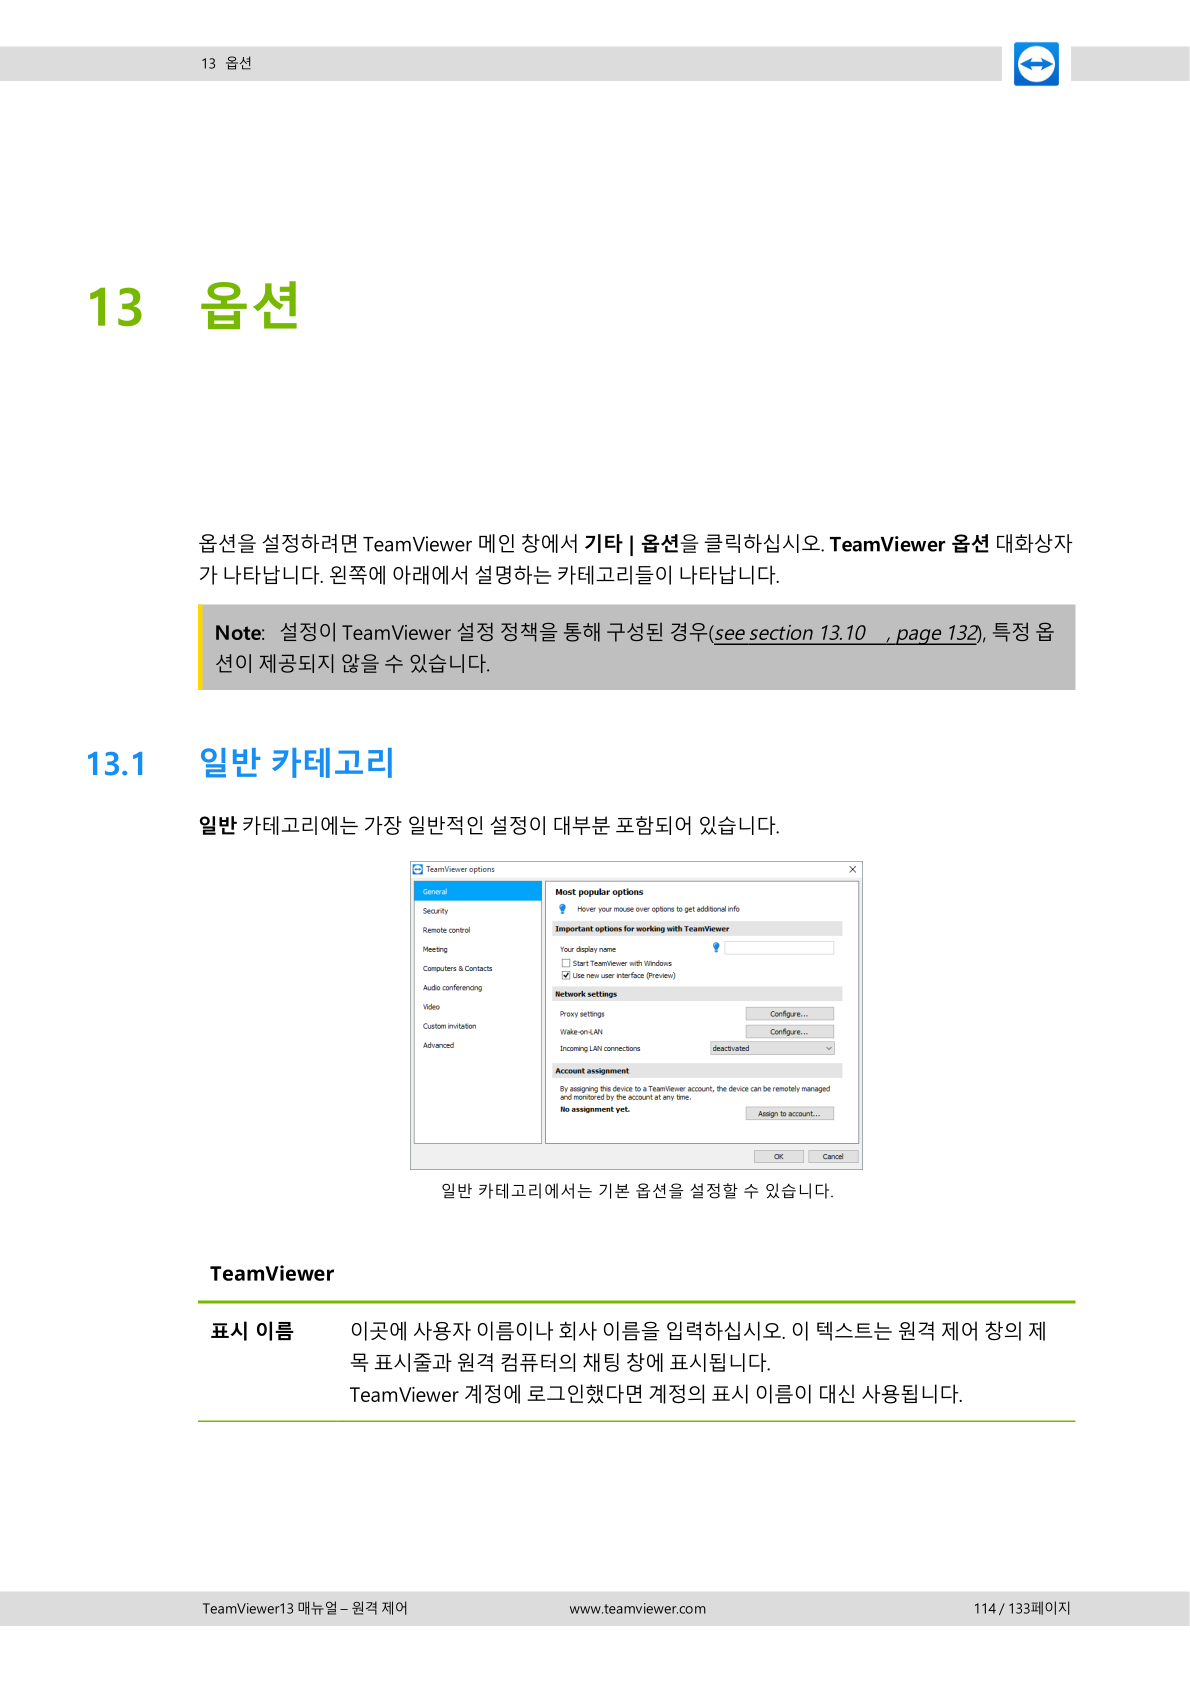 13 옵션
13 옵션
옵션을 설정하려면 TeamViewer 메인 창에서 기타 | 옵션을 클릭하십시오. TeamViewer 옵션 대화상자
가 나타납니다. 왼쪽에 아래에서 설명하는 카테고리들이 나타납니다.
Note: 설정이 TeamViewer 설정 정책을 통해 구성된 경우(see section 13.10 , page 132), 특정 옵
션이 제공되지 않을 수 있습니다.
13.1 일반 카테고리
일반 카테고리에는 가장 일반적인 설정이 대부분 포함되어 있습니다.
TeamViewer options
General
Security
Remote control
Meeting
Computers & Contacts
Audio conferencing
Video
Custom invitation
Advanced
Most popular options
Hover your mouse over options to get additional info
Important options for working with TeamViewer
Your display name
Start TeamViewer with Windows
Use new user interface (Preview)
Network settings
Proxy settings Configure...
Wake-on-LAN Configure...
Incoming LAN connections deactivated
Account assignment
By assigning this device to a TeamViewer account, the device can be remotely managed
and monitored by the account at any time.
No assignment yet.
Assign to account...
OK Cancel
일반 카테고리에서는 기본 옵션을 설정할 수 있습니다.
TeamViewer
표시 이름 이곳에 사용자 이름이나 회사 이름을 입력하십시오. 이 텍스트는 원격 제어 창의 제
목 표시줄과 원격 컴퓨터의 채팅 창에 표시됩니다.
TeamViewer 계정에 로그인했다면 계정의 표시 이름이 대신 사용됩니다.
TeamViewer13 매뉴얼 – 원격 제어 www.teamviewer.com 114 / 133페이지